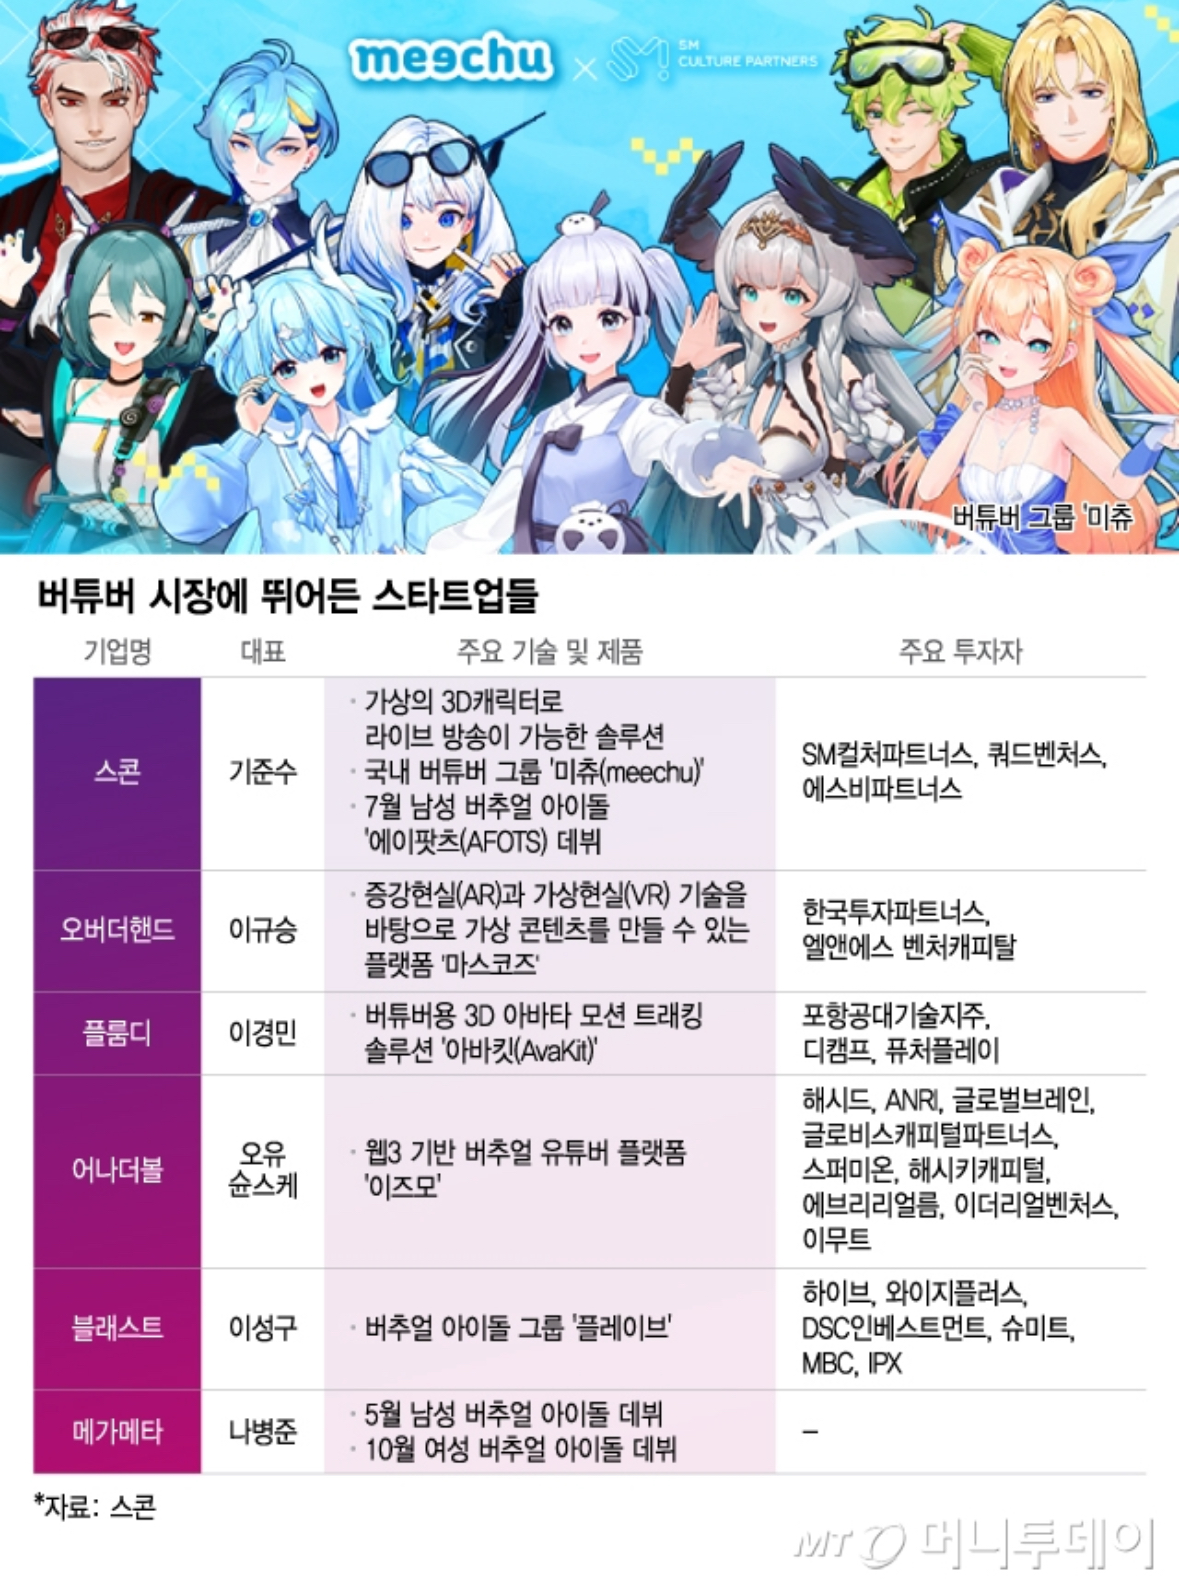 meechu × SM CULTURE PARTNERS
버튜버 그룹 '미츄
버튜버 시장에 뛰어든 스타트업들
기업명 대표 주요 기술 및 제품 주요 투자자
스콘
기준수
· 가상의 3D캐릭터로
라이브 방송이 가능한 솔루션
· 국내 버튜버 그룹 '미츄(meechu)'
· 7월 남성 버추얼 아이돌
'에이팟츠(AFOTS) 데뷔
SM컬처파트너스, 쿼드벤처스,
에스비파트너스
오버더핸드
이규승
· 증강현실(AR)과 가상현실(VR) 기술을
바탕으로 가상 콘텐츠를 만들 수 있는
플랫폼 '마스코즈'
한국투자파트너스,
엘앤에스 벤처캐피탈
플룸디
이경민
· 버튜버용 3D 아바타 모션 트래킹
솔루션 '아바킷(AvaKit)'
포항공대기술지주,
디캠프, 퓨처플레이
어나더볼
오유
슌스케
· 웹3 기반 버추얼 유튜버 플랫폼
'이즈모'
해시드, ANRI, 글로벌브레인,
글로비스캐피털파트너스,
스퍼미온, 해시키캐피털,
에브리리얼름, 이더리얼벤처스,
이무트
블래스트
이성구
· 버추얼 아이돌 그룹 '플레이브'
하이브, 와이지플러스,
DSC인베스트먼트, 슈미트,
MBC, IPX
메가메타
나병준
· 5월 남성 버추얼 아이돌 데뷔
· 10월 여성 버추얼 아이돌 데뷔
–
*자료: 스콘
MT 머니투데이